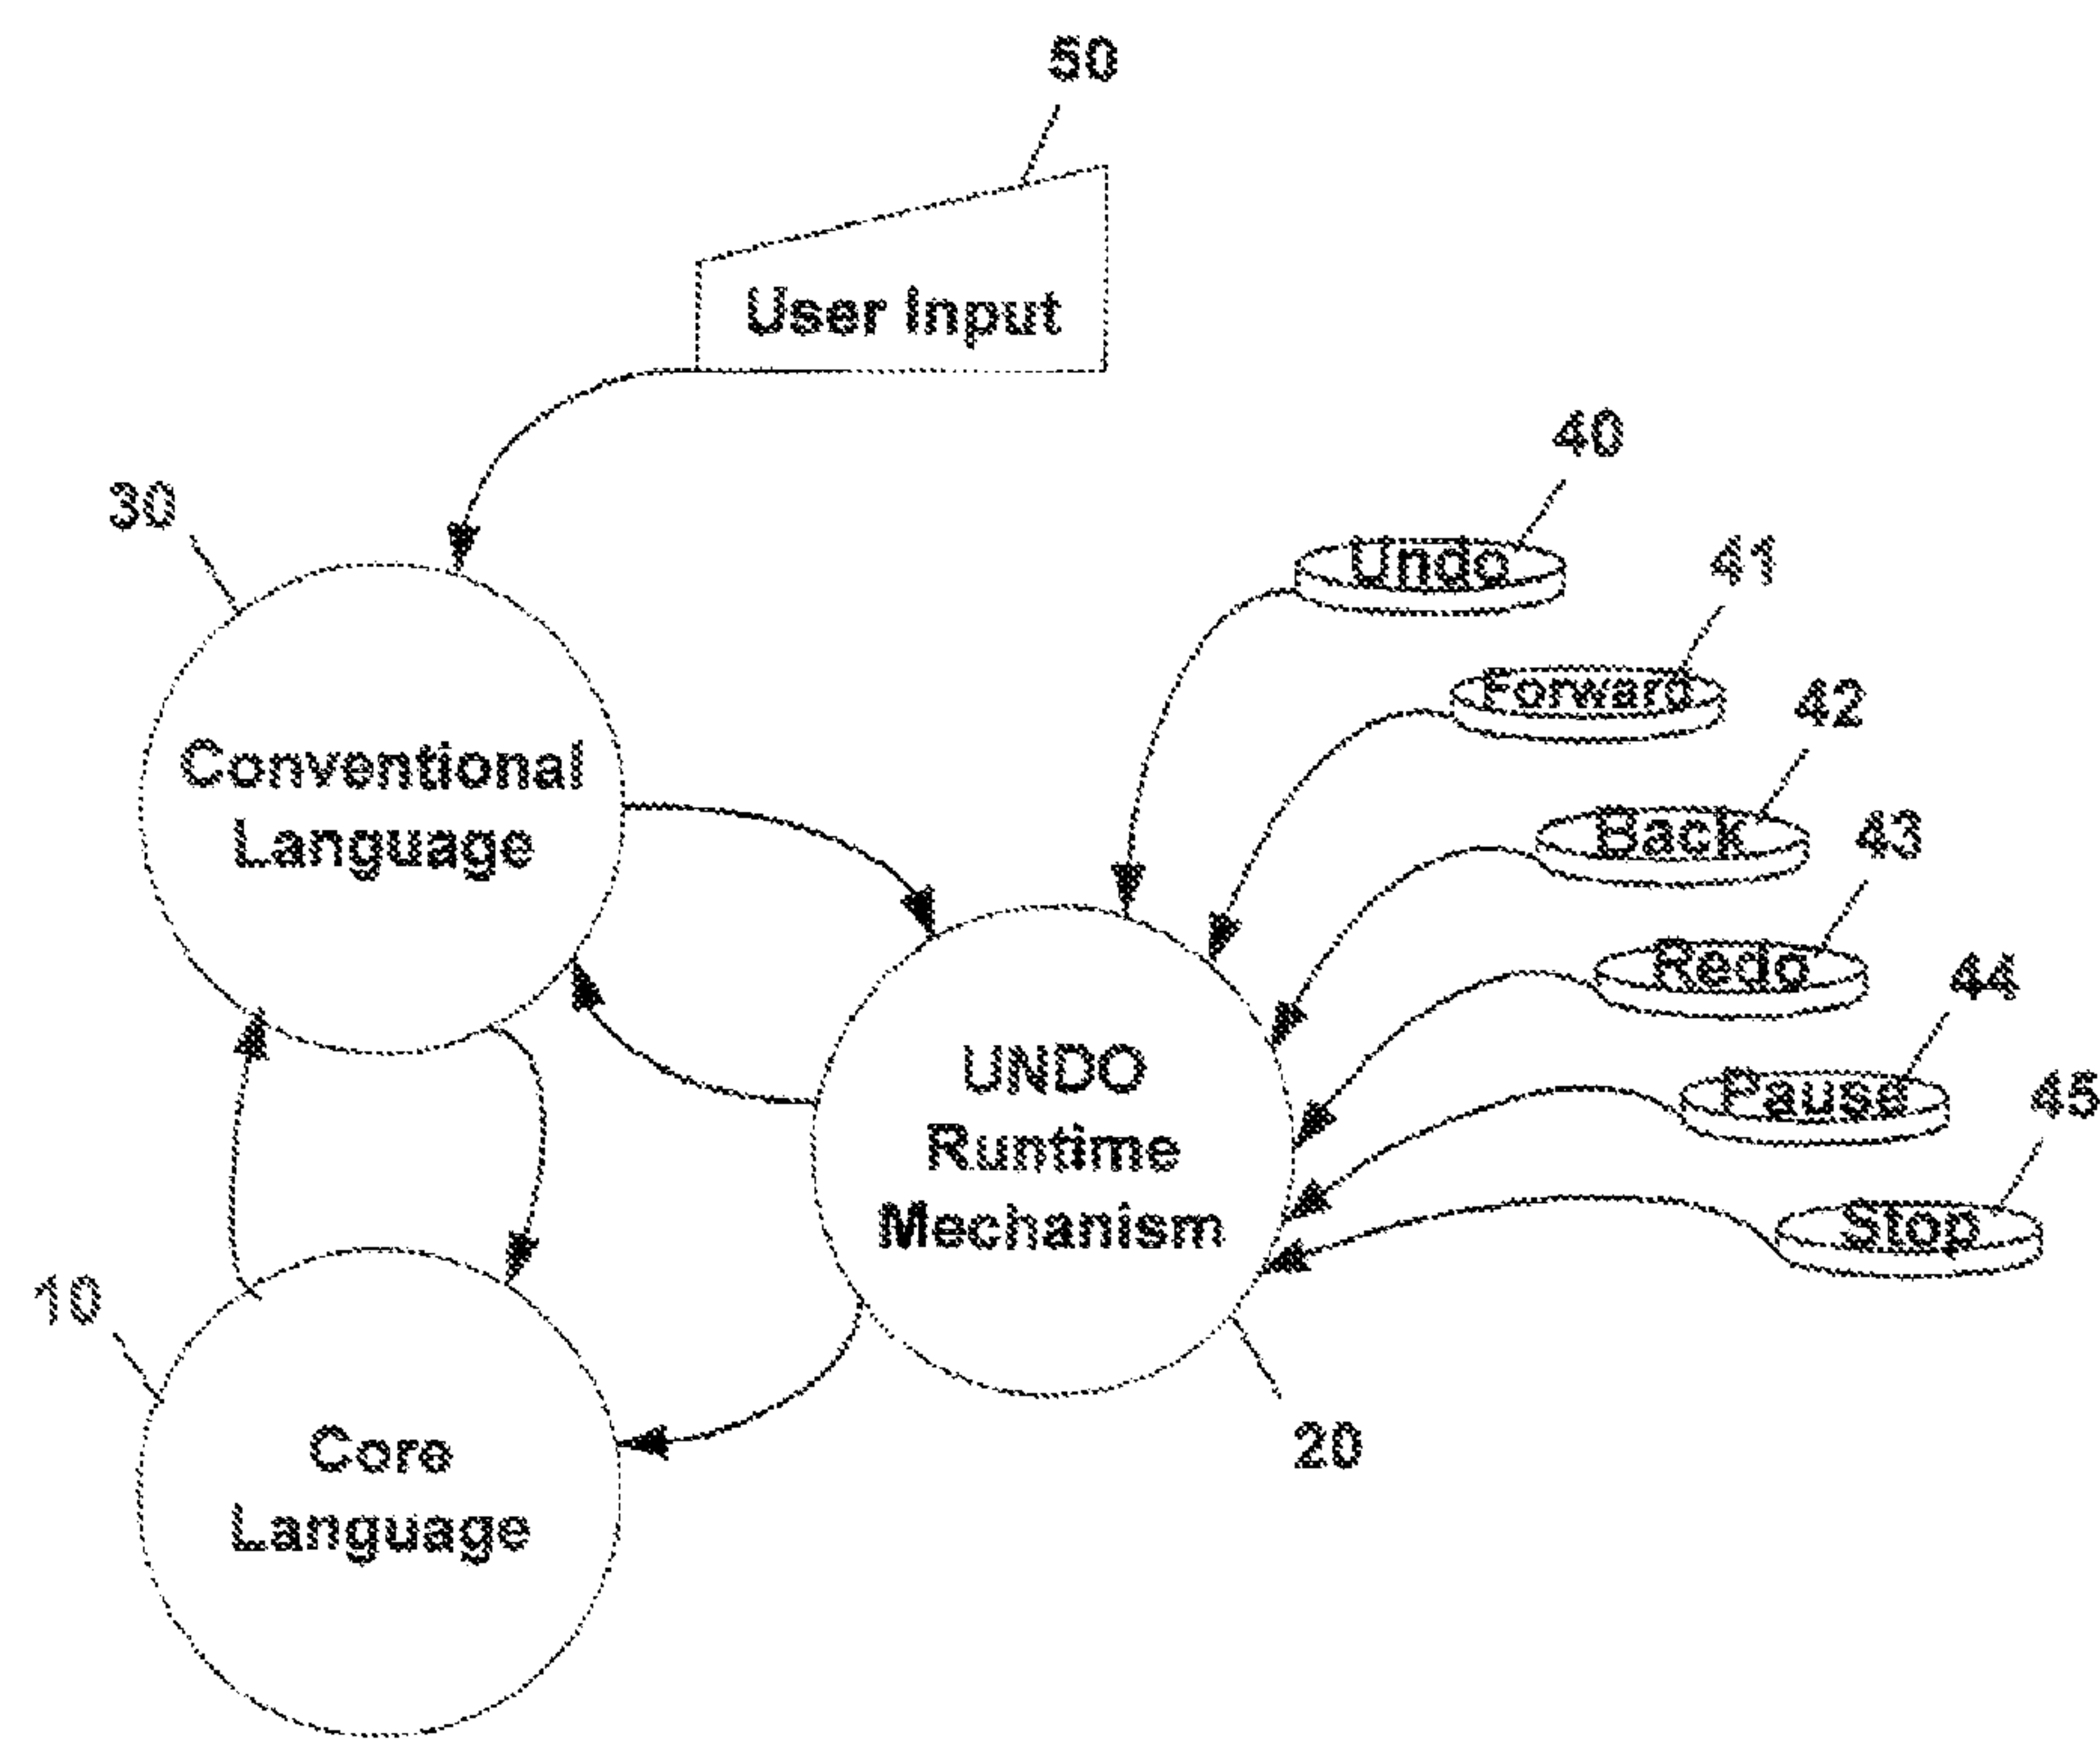 50
User Input
40
Undo
30
41
Forward
42
Back
Conventional
Language
43
Redo
44
Pause
UNDO
Runtime
Mechanism
45
Stop
10
20
Core
Language